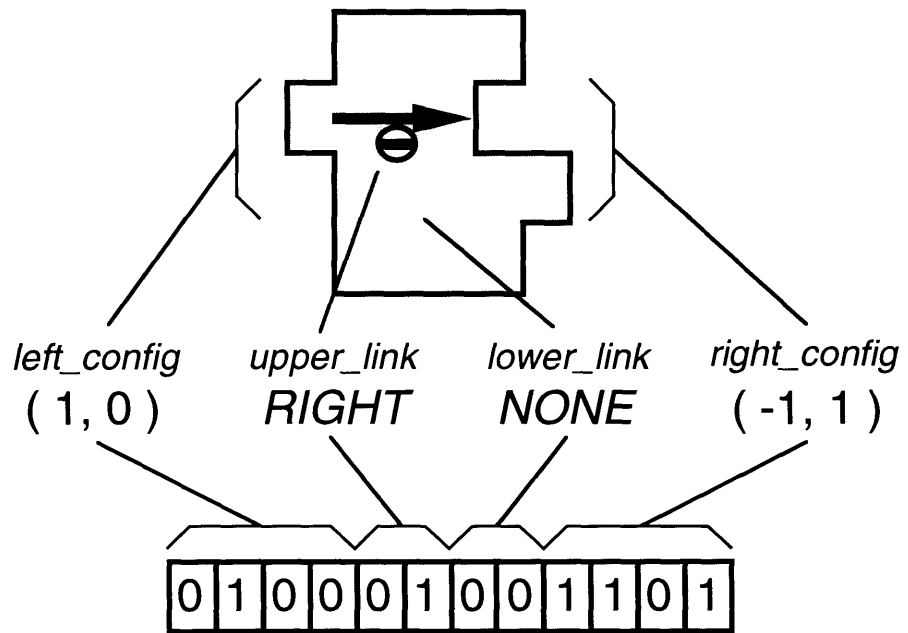 left_config upper_link lower_link right_config
( 1, 0 ) RIGHT NONE ( -1, 1 )
0 1 0 0 0 1 0 0 1 1 0 1